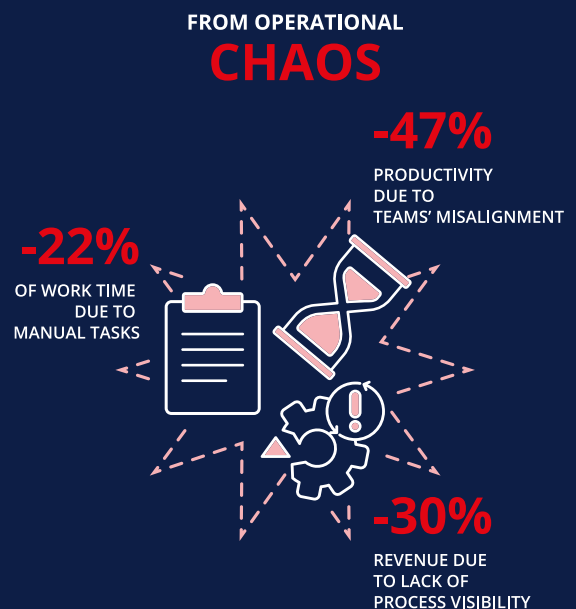 FROM OPERATIONAL
CHAOS
-47%
PRODUCTIVITY
DUE TO
TEAMS' MISALIGNMENT
-22%
OF WORK TIME
DUE TO
MANUAL TASKS
-30%
REVENUE DUE
TO LACK OF
PROCESS VISIBILITY